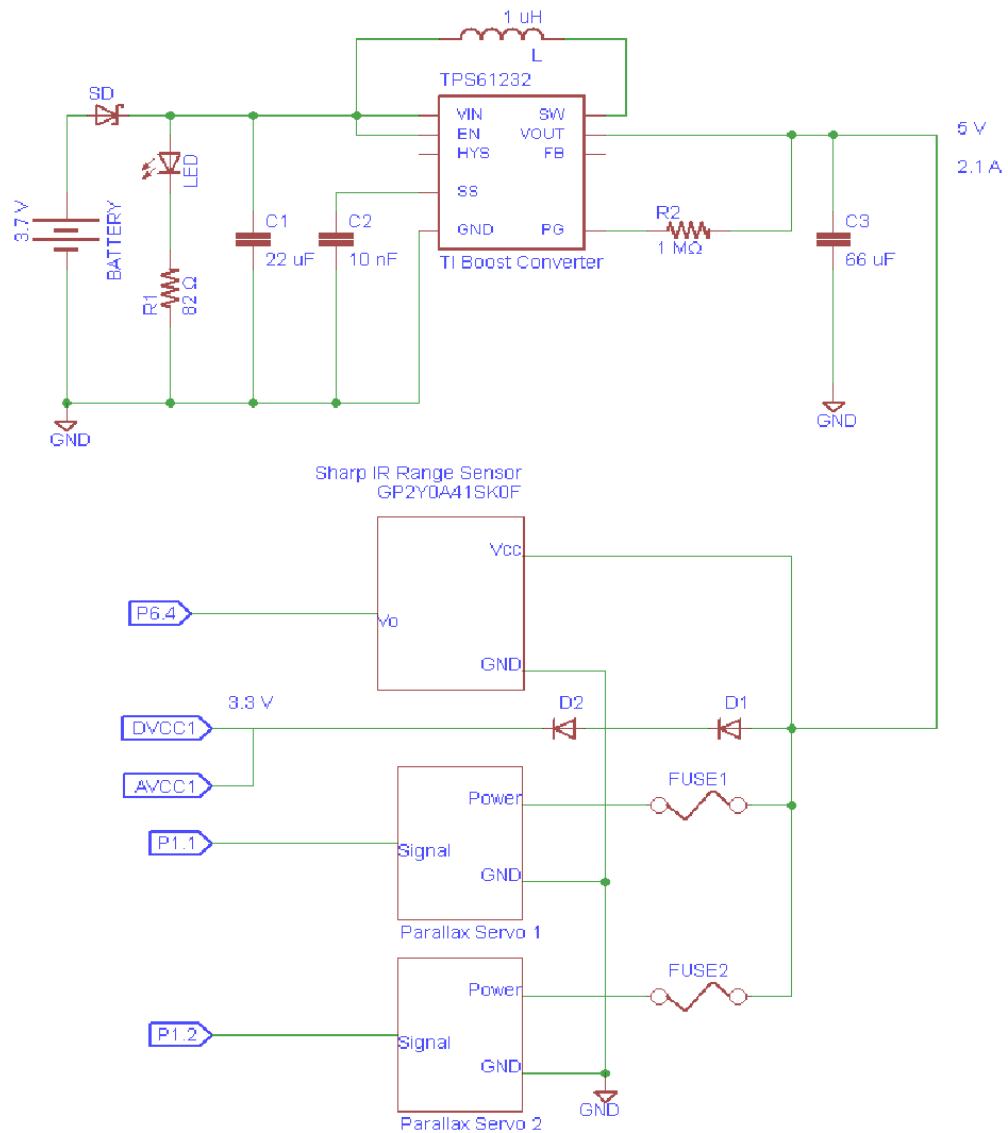 1 uH
L
TPS61232
SD
VIN
SW
EN
VOUT
HYS
FB
SS
GND
PG
TI Boost Converter
5 V
2.1 A
LED
3.7 V
BATTERY
C1
22 uF
C2
10 nF
R2
1 MΩ
C3
66 uF
R1
82 Ω
GND
GND
Sharp IR Range Sensor
GP2Y0A41SK0F
Vcc
P6.4
Vo
GND
3.3 V
D2
D1
DVCC1
AVCC1
FUSE1
Power
P1.1
Signal
GND
Parallax Servo 1
FUSE2
Power
P1.2
Signal
GND
GND
Parallax Servo 2